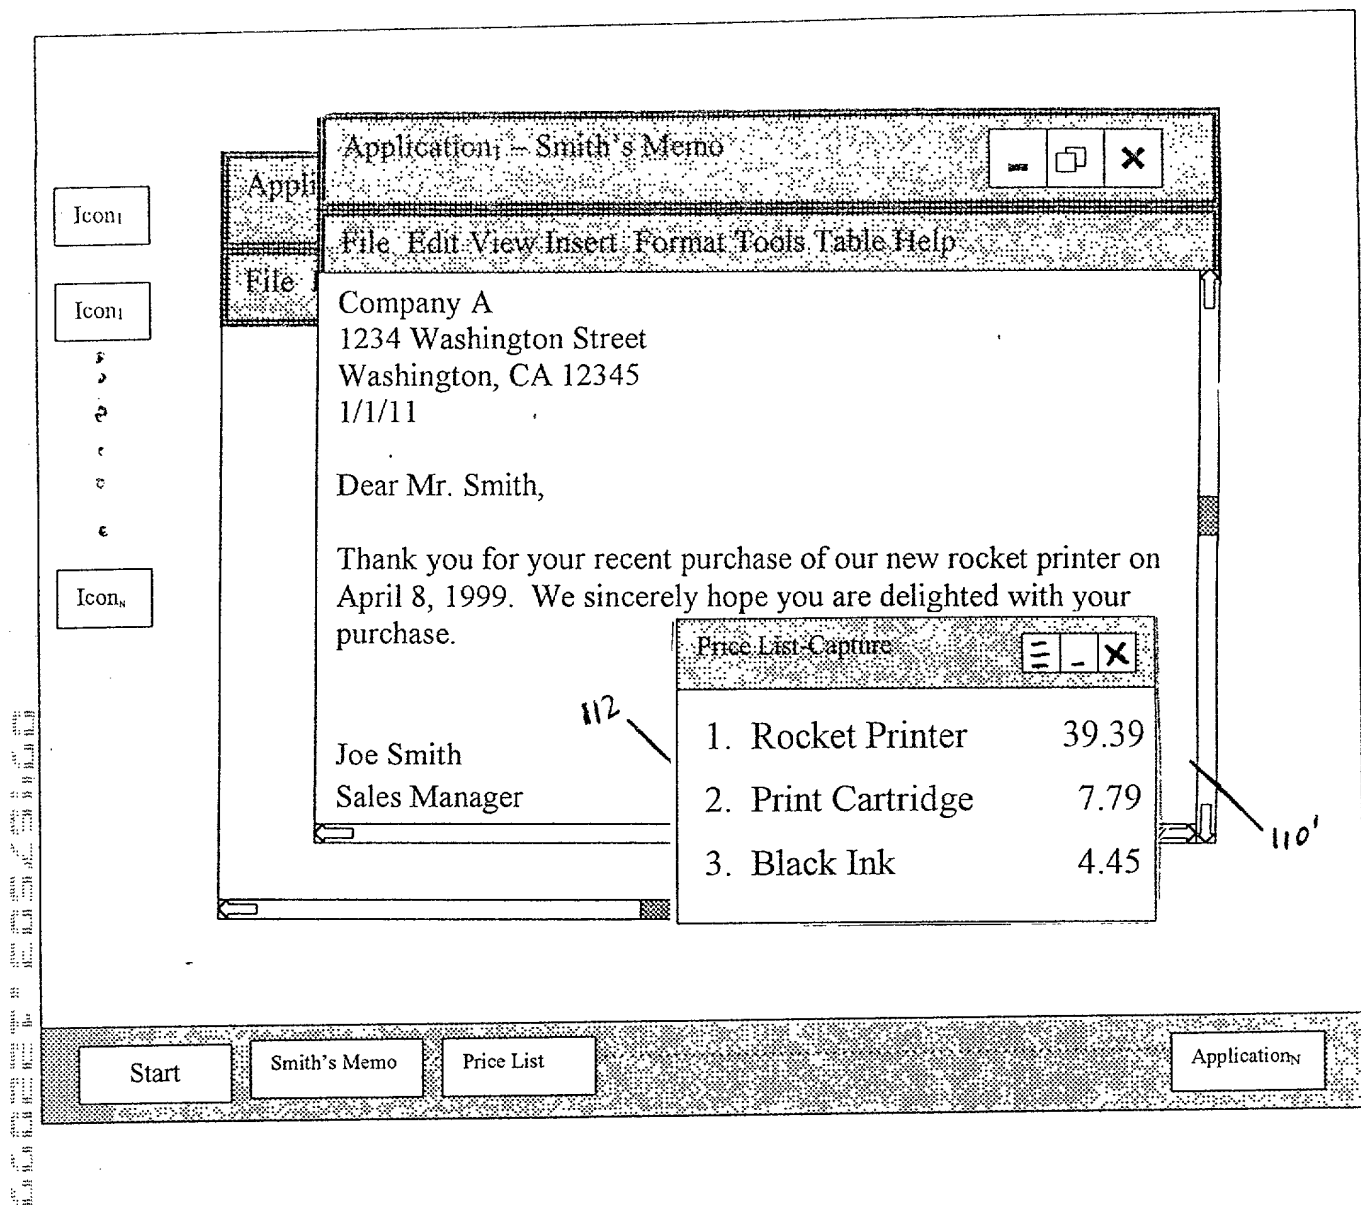 Application₁ – Smith's Memo
Appli
File Edit View Insert Format Tools Table Help
File
Icon₁
Icon₁
Iconₙ
Company A
1234 Washington Street
Washington, CA 12345
1/1/11
Dear Mr. Smith,
Thank you for your recent purchase of our new rocket printer on
April 8, 1999. We sincerely hope you are delighted with your
purchase.
Joe Smith
Sales Manager
112
Price List-Capture
1. Rocket Printer 39.39
2. Print Cartridge 7.79
3. Black Ink 4.45
110'
Start
Smith's Memo
Price List
Applicationₙ